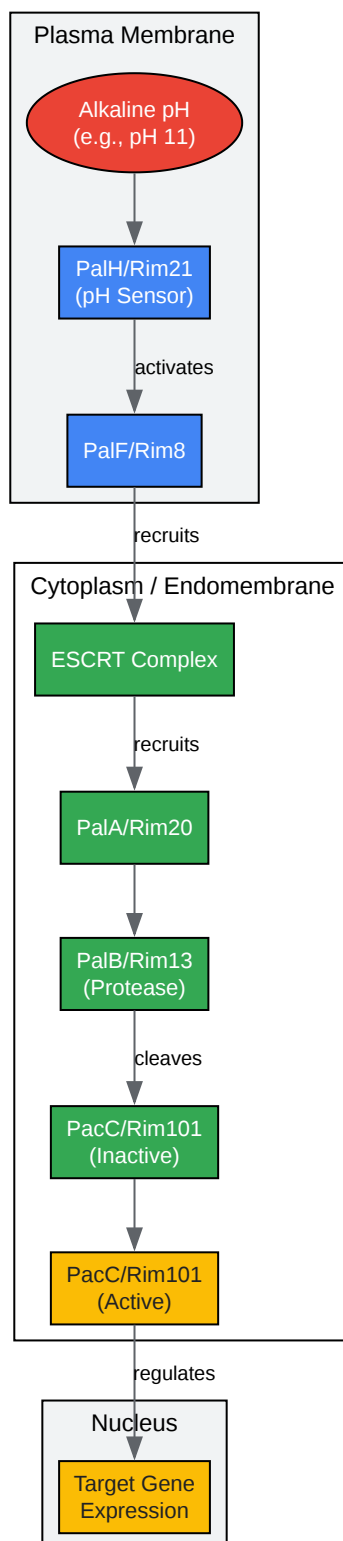 Plasma Membrane
Alkaline pH
(e.g., pH 11)
PalH/Rim21
(pH Sensor)
activates
PalF/Rim8
recruits
Cytoplasm / Endomembrane
ESCRT Complex
recruits
PalA/Rim20
PalB/Rim13
(Protease)
cleaves
PacC/Rim101
(Inactive)
PacC/Rim101
(Active)
regulates
Nucleus
Target Gene
Expression